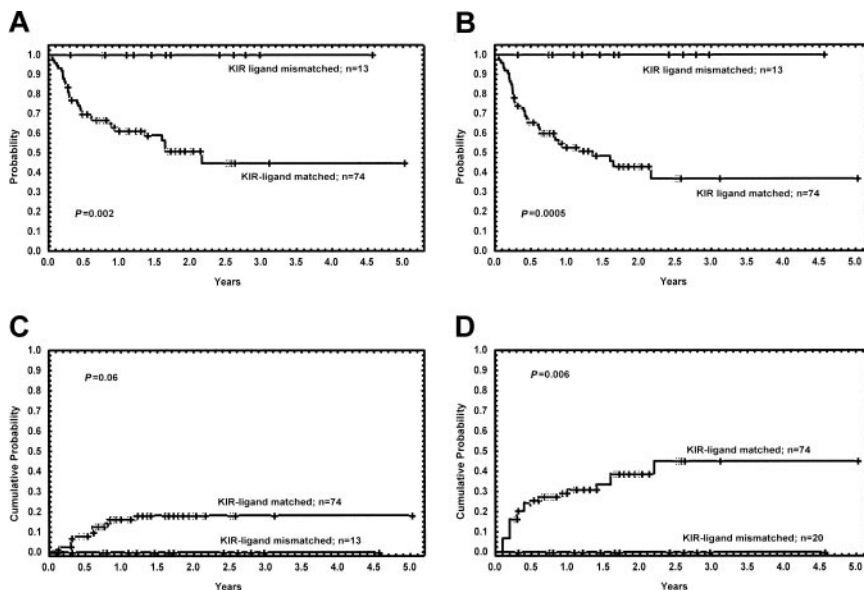 A
1.0
0.9
0.8
0.7
0.6
0.5
0.4
0.3
0.2
0.1
0.0
Probability
KIR ligand mismatched; n=13
KIR-ligand matched; n=74
P=0.002
0.0 0.5 1.0 1.5 2.0 2.5 3.0 3.5 4.0 4.5 5.0
Years
B
1.0
0.9
0.8
0.7
0.6
0.5
0.4
0.3
0.2
0.1
0.0
Probability
KIR ligand mismatched; n=13
KIR ligand matched; n=74
P=0.0005
0.0 0.5 1.0 1.5 2.0 2.5 3.0 3.5 4.0 4.5 5.0
Years
C
1.0
0.9
0.8
0.7
0.6
0.5
0.4
0.3
0.2
0.1
0.0
Cumulative Probability
P=0.06
KIR-ligand matched; n=74
KIR-ligand mismatched; n=13
0.0 0.5 1.0 1.5 2.0 2.5 3.0 3.5 4.0 4.5 5.0
Years
D
1.0
0.9
0.8
0.7
0.6
0.5
0.4
0.3
0.2
0.1
0.0
Cumulative Probability
P=0.006
KIR-ligand matched; n=74
KIR-ligand mismatched; n=20
0.0 0.5 1.0 1.5 2.0 2.5 3.0 3.5 4.0 4.5 5.0
Years